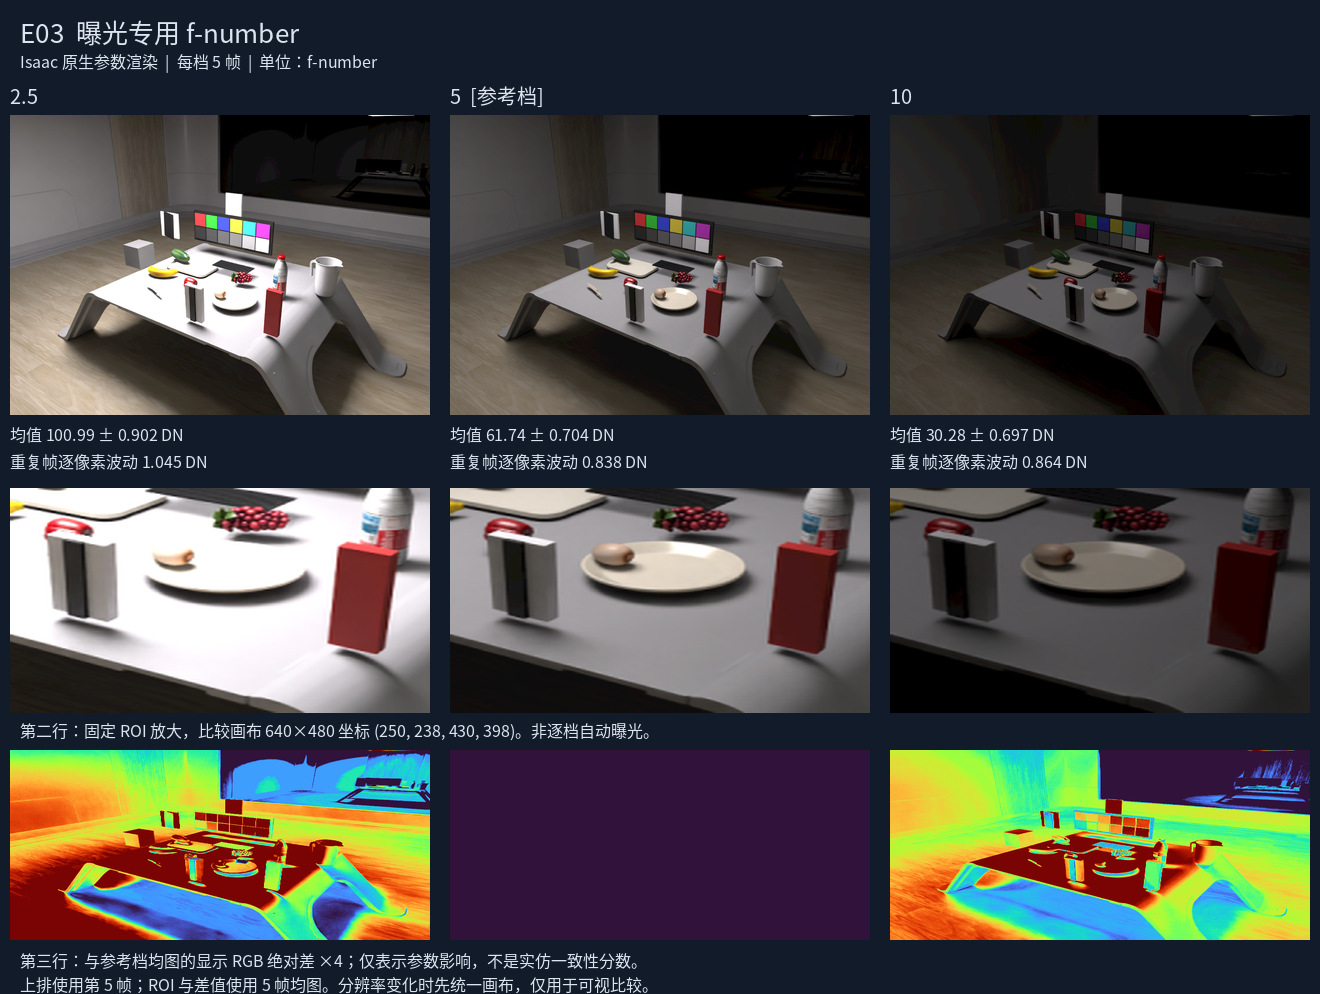 E03 曝光专用 f-number
Isaac 原生参数渲染 | 每档 5 帧 | 单位：f-number
2.5
5 [参考档]
10
均值 100.99 ± 0.902 DN
重复帧逐像素波动 1.045 DN
均值 61.74 ± 0.704 DN
重复帧逐像素波动 0.838 DN
均值 30.28 ± 0.697 DN
重复帧逐像素波动 0.864 DN
第二行：固定 ROI 放大，比较画布 640×480 坐标 (250, 238, 430, 398)。非逐档自动曝光。
第三行：与参考档均图的显示 RGB 绝对差 ×4；仅表示参数影响，不是实仿一致性分数。
上排使用第 5 帧；ROI 与差值使用 5 帧均图。分辨率变化时先统一画布，仅用于可视比较。